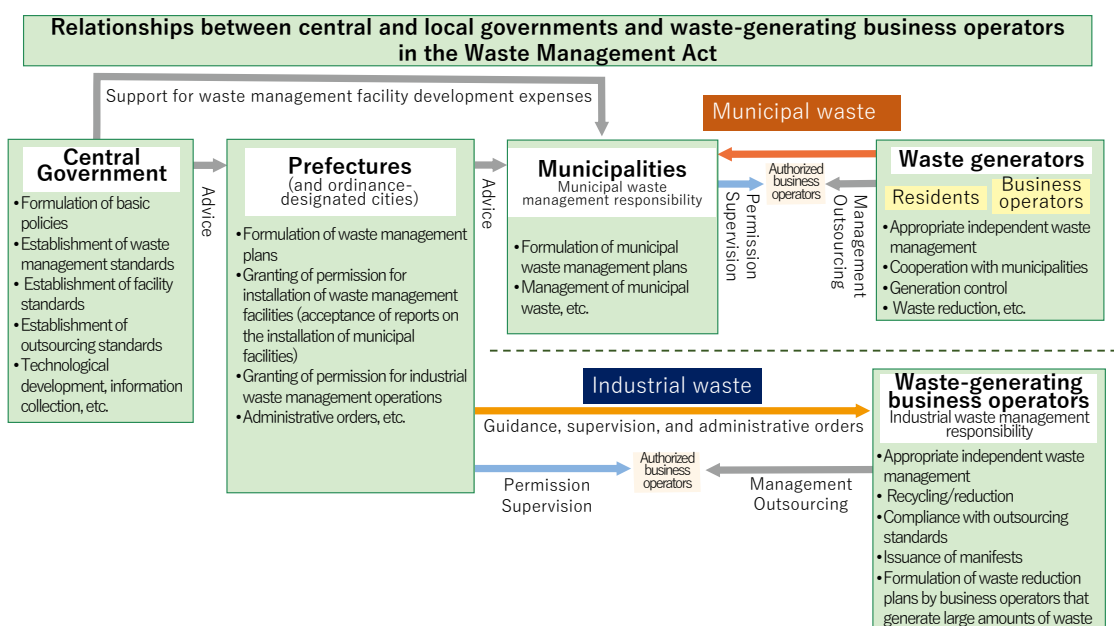 Relationships between central and local governments and waste-generating business operators
in the Waste Management Act
Support for waste management facility development expenses
Municipal waste
Central
Government
•Formulation of basic
policies
•Establishment of waste
management standards
• Establishment of facility
standards
•Establishment of
outsourcing standards
•Technological
development, information
collection, etc.
Advice
Prefectures
(and ordinance-
designated cities)
•Formulation of waste management
plans
•Granting of permission for
installation of waste management
facilities (acceptance of reports on
the installation of municipal
facilities)
•Granting of permission for industrial
waste management operations
•Administrative orders, etc.
Advice
Municipalities
Municipal waste
management responsibility
•Formulation of municipal
waste management plans
•Management of municipal
waste, etc.
Permission
Supervision
Authorized
business
operators
Management
Outsourcing
Waste generators
Residents
Business
operators
•Appropriate independent waste
management
•Cooperation with municipalities
•Generation control
• Waste reduction, etc.
Industrial waste
Guidance, supervision, and administrative orders
Permission
Supervision
Authorized
business
operators
Management
Outsourcing
Waste-generating
business operators
Industrial waste management
responsibility
•Appropriate independent waste
management
• Recycling/reduction
•Compliance with outsourcing
standards
•Issuance of manifests
•Formulation of waste reduction
plans by business operators that
generate large amounts of waste